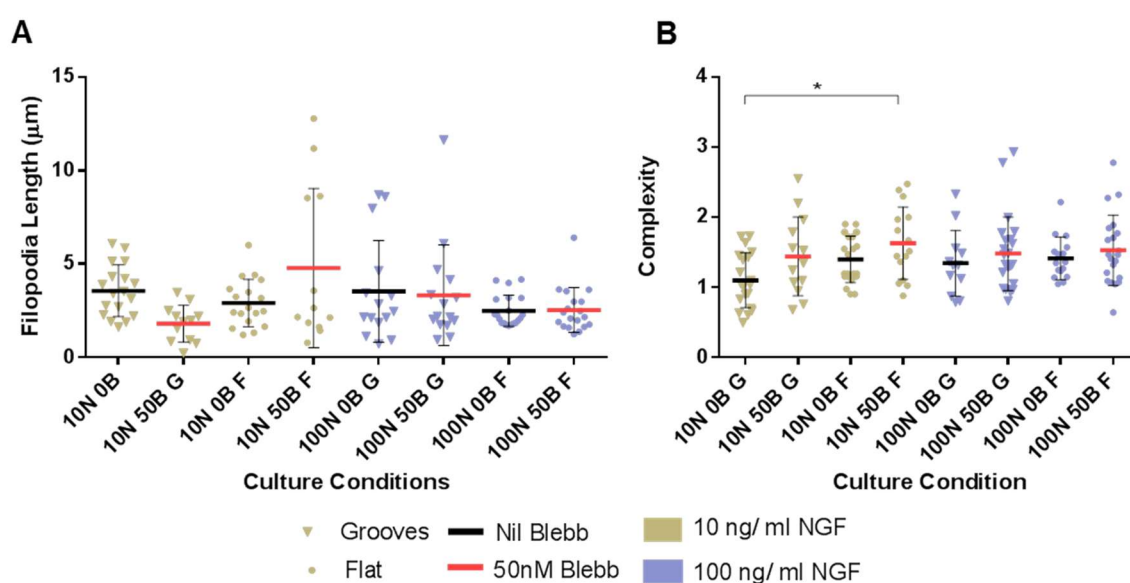 A
Filopodia Length (μm)
15
10
5
0
10N 0B
10N 50B G
10N 0B F
10N 50B F
100N 0B G
100N 50B G
100N 0B F
100N 50B F
Culture Conditions
B
Complexity
4
3
2
1
0
*
10N 0B G
10N 50B G
10N 0B F
10N 50B F
100N 0B G
100N 50B G
100N 0B F
100N 50B F
Culture Condition
Grooves
Nil Blebb
10 ng/ ml NGF
Flat
50nM Blebb
100 ng/ ml NGF